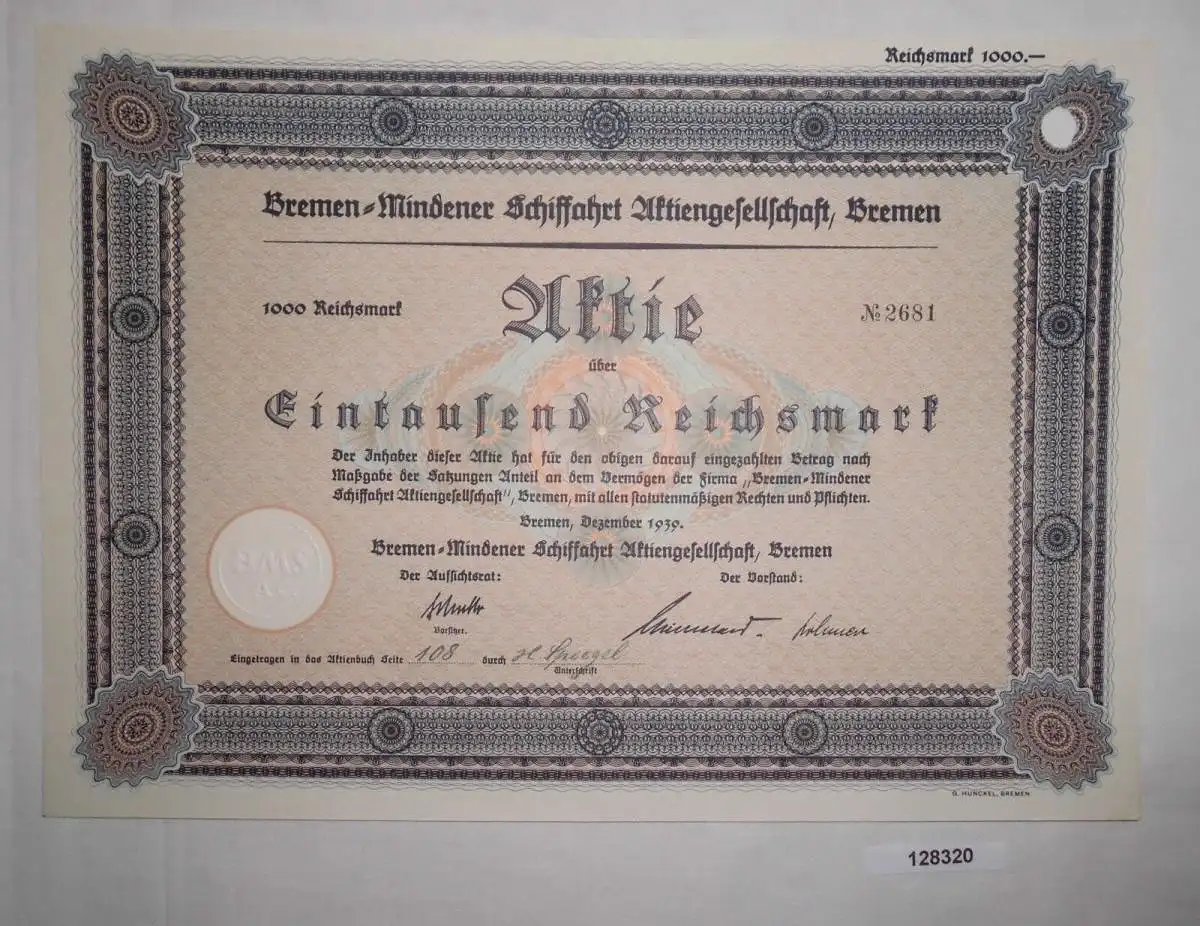 Reichsmark 1000.—
Bremen-Mindener Schiffahrt Aktiengesellschaft, Bremen
1000 Reichsmark
Aktie
№ 2681
über
Eintausend Reichsmark
Der Inhaber dieser Aktie hat für den obigen darauf eingezahlten Betrag nach
Maßgabe der Satzungen Anteil an dem Vermögen der Firma „Bremen-Mindener
Schiffahrt Aktiengesellschaft", Bremen, mit allen statutenmäßigen Rechten und Pflichten.
Bremen, Dezember 1939.
Bremen-Mindener Schiffahrt Aktiengesellschaft, Bremen
Der Aufsichtsrat:
Der Vorstand:
Vorsitzer.
Eingetragen in das Aktienbuch Seite 108 durch H Spiegel
Unterschrift
G. HUNCKEL, BREMEN
128320